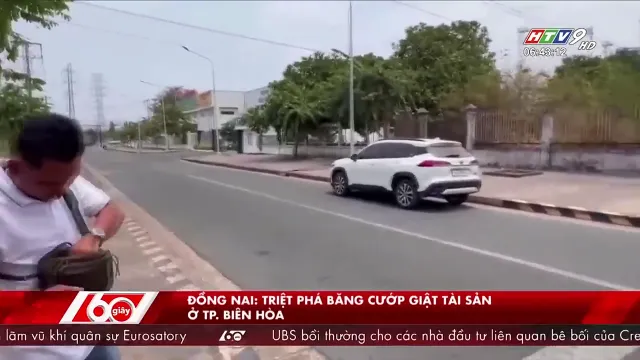 HTV9 HD
06:43:12
60 giây
ĐỒNG NAI: TRIỆT PHÁ BĂNG CƯỚP GIẬT TÀI SẢN
Ở TP. BIÊN HÒA
lãm vũ khí quân sự Eurosatory UBS bồi thường cho các nhà đầu tư liên quan bê bối của Cre